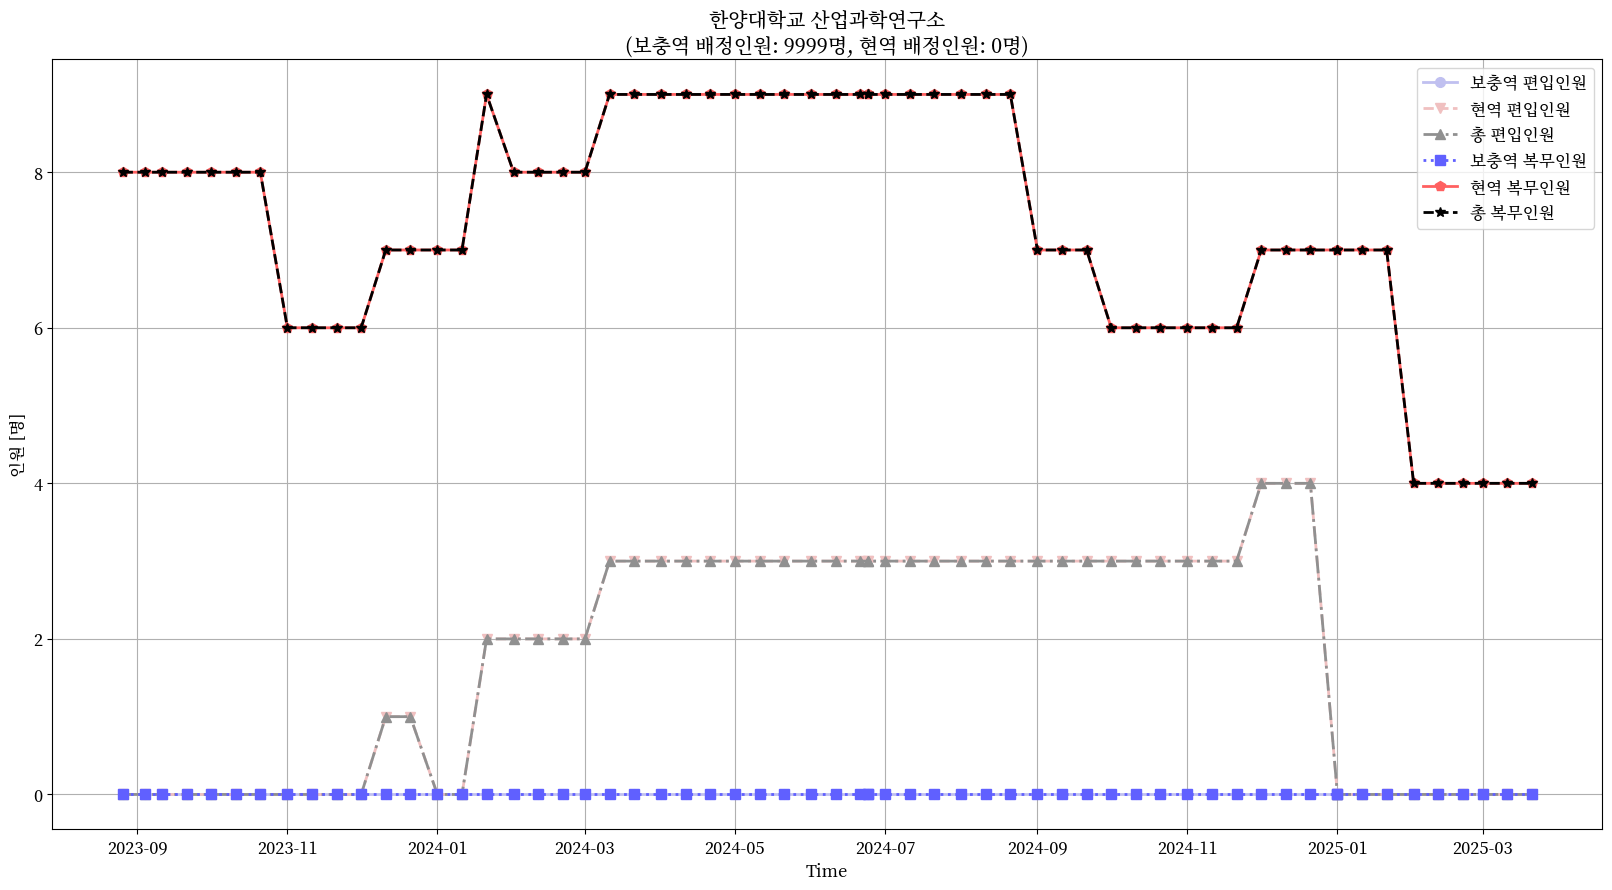 한양대학교 산업과학연구소
(보충역 배정인원: 9999명, 현역 배정인원: 0명)
보충역 편입인원
현역 편입인원
총 편입인원
보충역 복무인원
현역 복무인원
총 복무인원
인원 [명]
8
6
4
2
0
2023-09
2023-11
2024-01
2024-03
2024-05
2024-07
2024-09
2024-11
2025-01
2025-03
Time